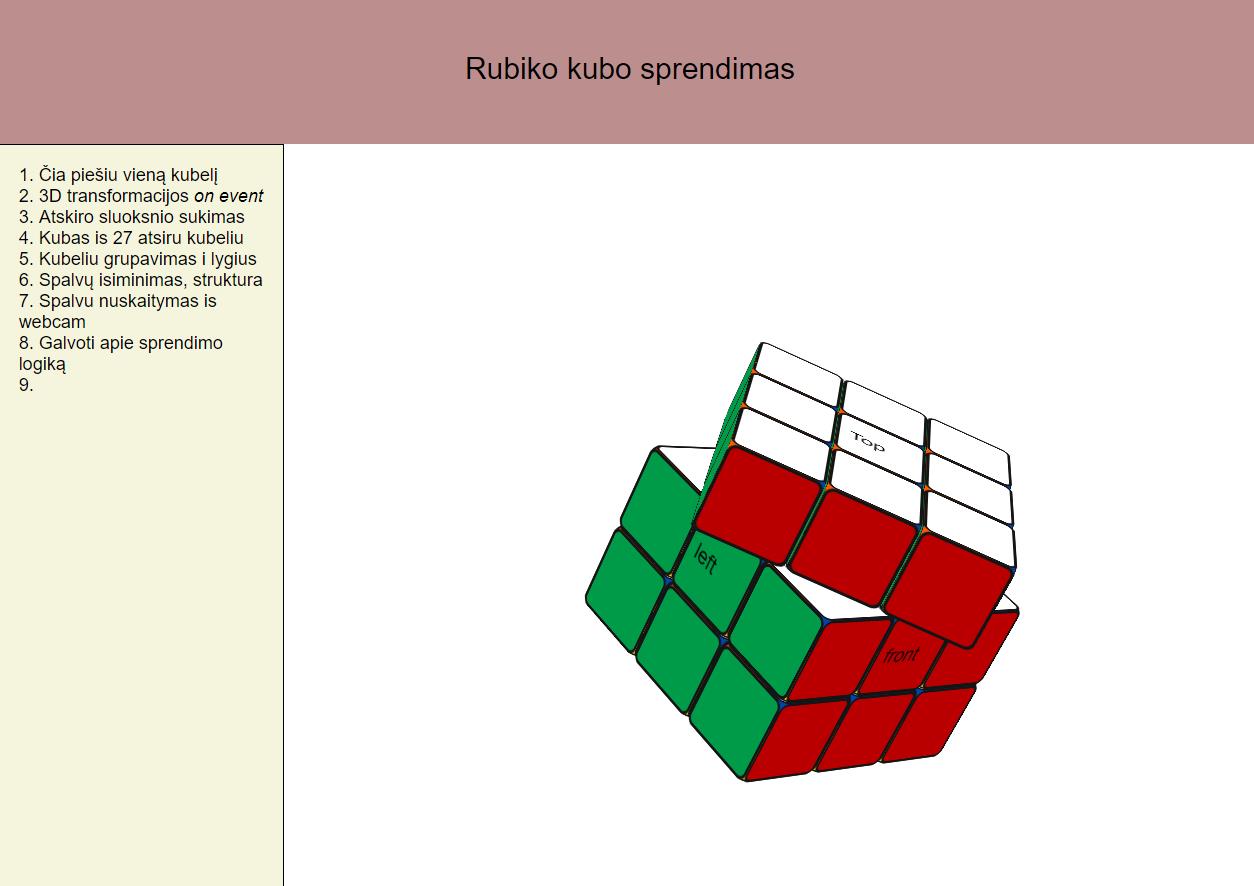 Rubiko kubo sprendimas
1. Čia piešiu vieną kubelį
2. 3D transformacijos on event
3. Atskiro sluoksnio sukimas
4. Kubas is 27 atsiru kubeliu
5. Kubeliu grupavimas i lygius
6. Spalvų isiminimas, struktura
7. Spalvu nuskaitymas is
webcam
8. Galvoti apie sprendimo
logiką
9.
Top
left
front